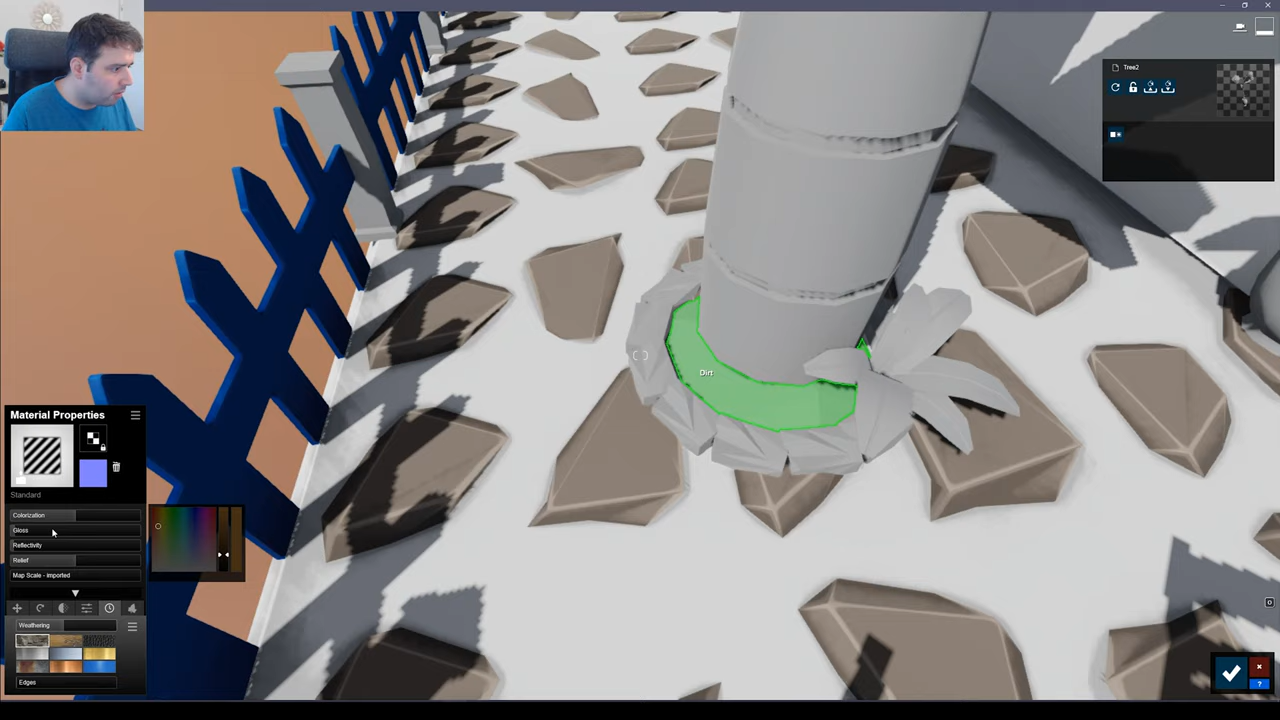 Tree2
Dirt
Material Properties
Standard
Colorization
Gloss
Reflectivity
Relief
Map Scale - imported
Weathering
Edges
?